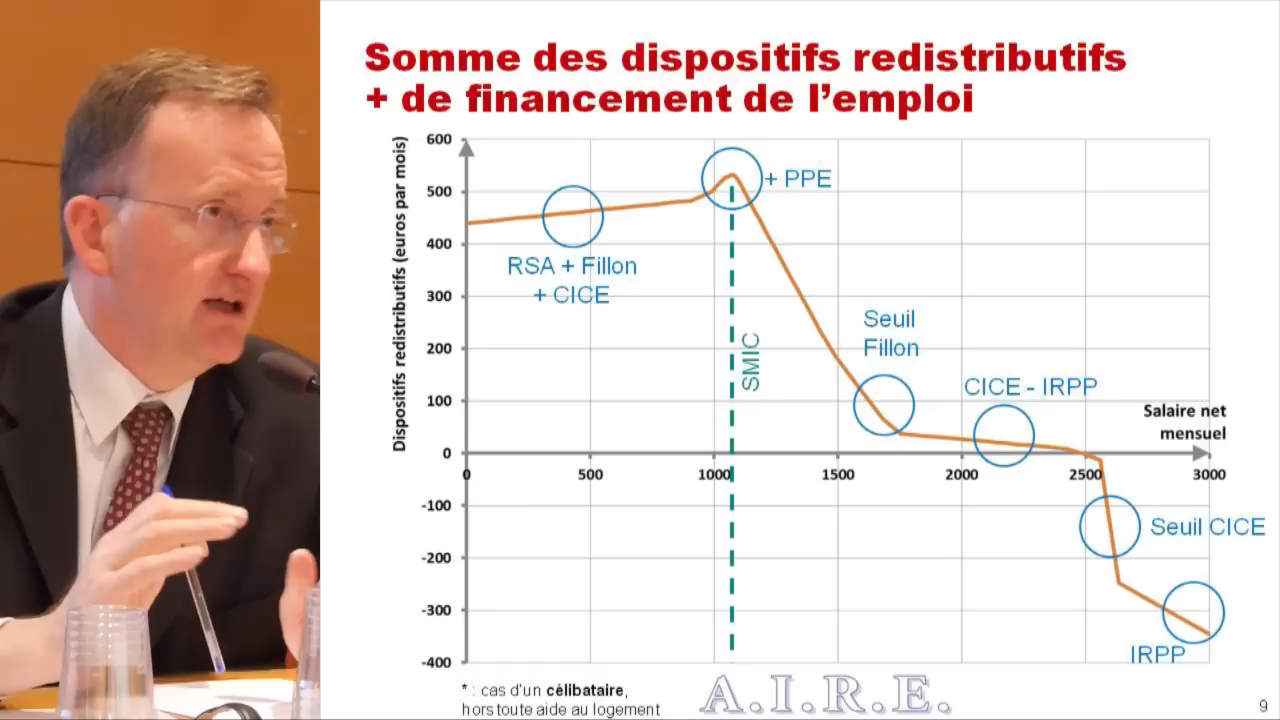 Somme des dispositifs redistributifs
+ de financement de l'emploi
Dispositifs redistributifs (euros par mois)
600
500
400
300
200
100
0
-100
-200
-300
-400
0
500
1000
1500
2000
2500
3000
+ PPE
RSA + Fillon
+ CICE
SMIC
Seuil
Fillon
CICE - IRPP
Salaire net
mensuel
Seuil CICE
IRPP
* : cas d'un célibataire,
hors toute aide au logement
A.I.R.E.
9